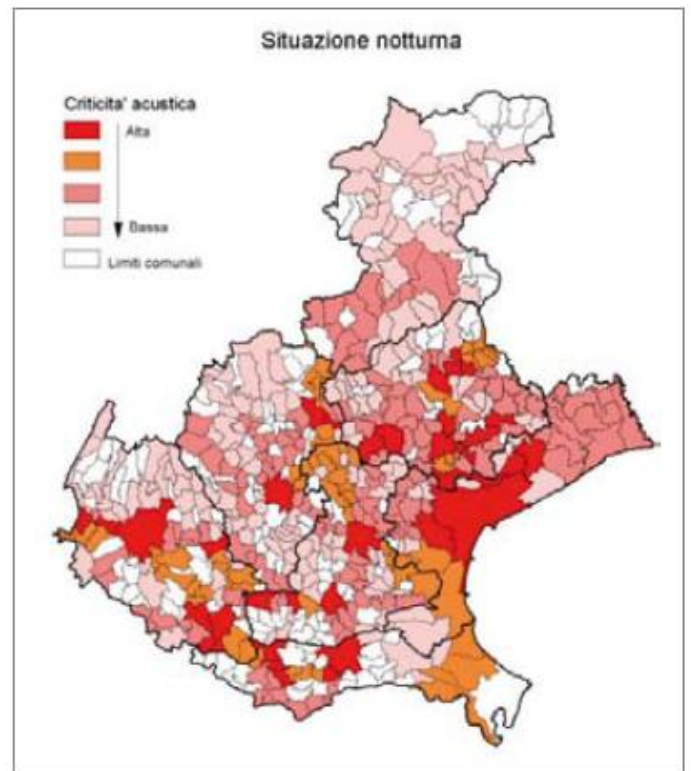 Situazione notturna
Criticita' acustica
Alta
Bassa
Limiti comunali